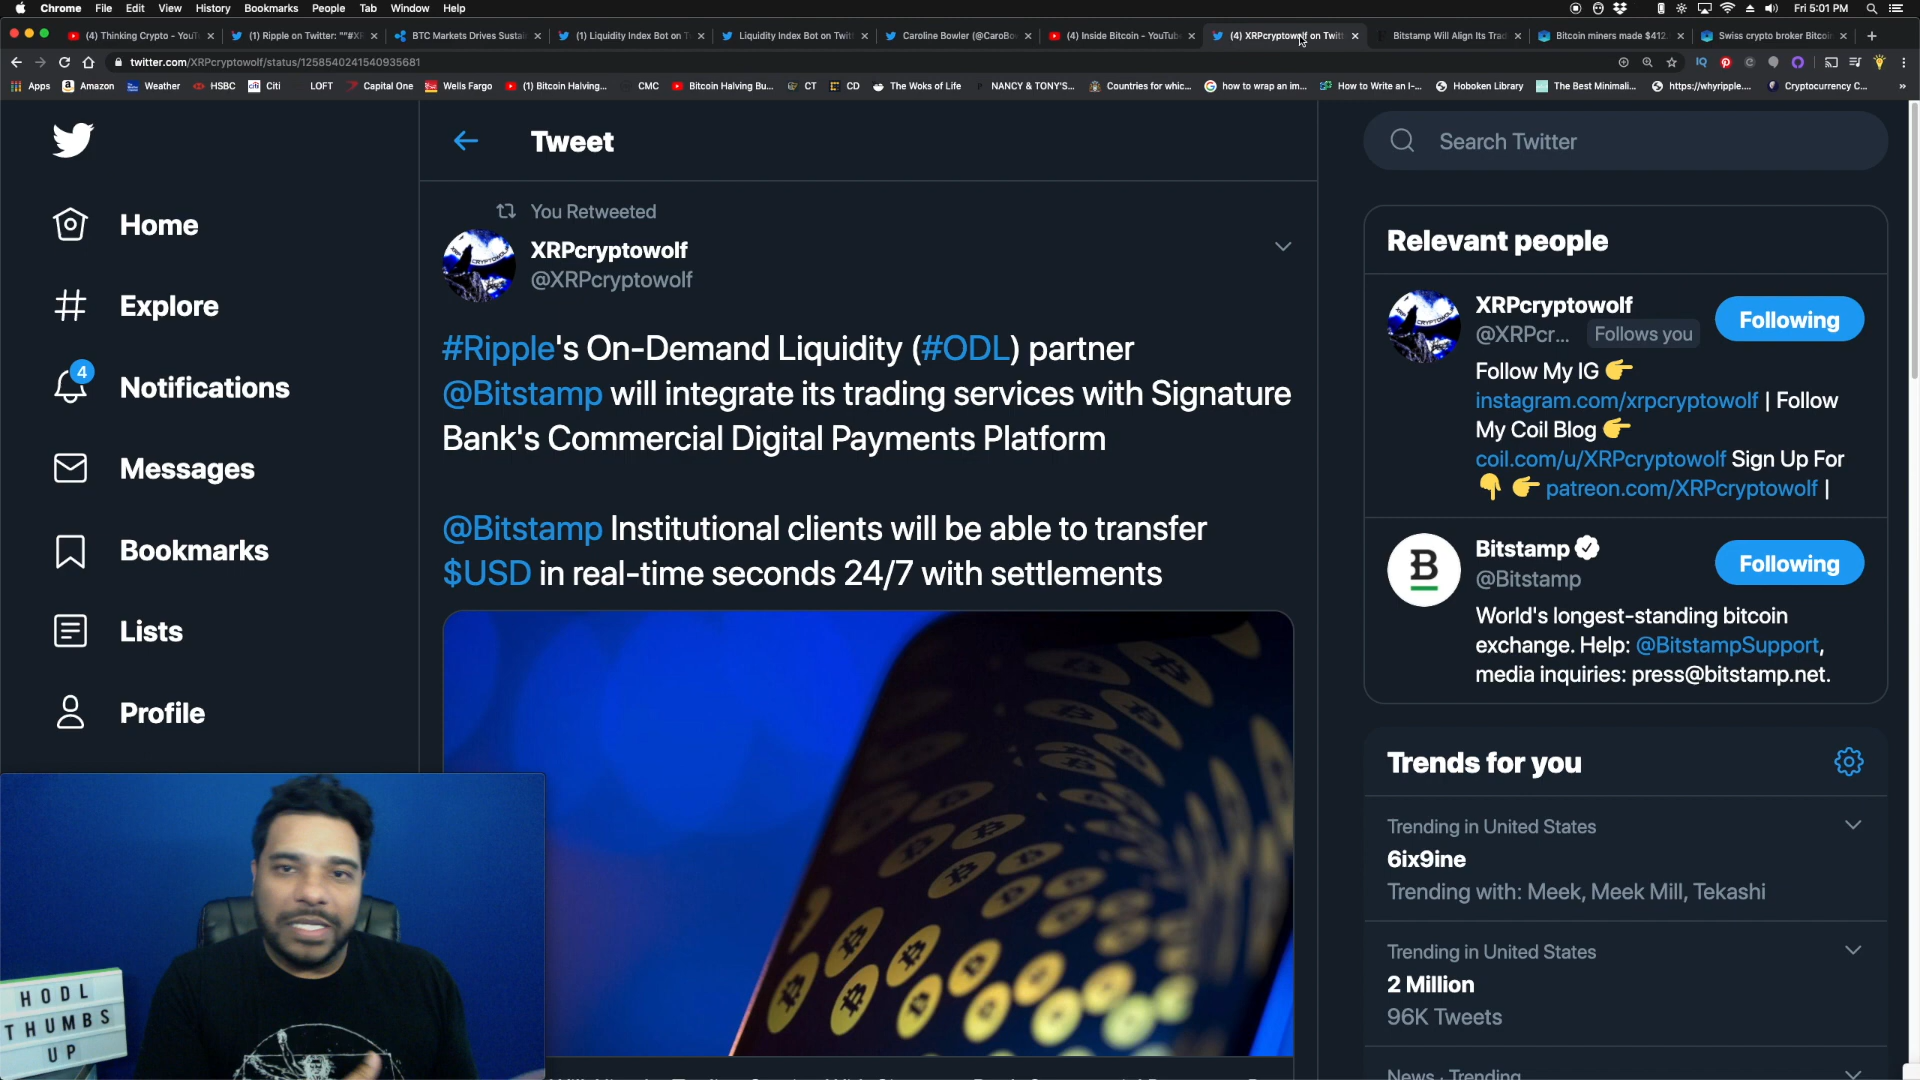 Chrome File Edit View History Bookmarks People Tab Window Help
Fri 5:01 PM
(4) Thinking Crypto - YouTu
(1) Ripple on Twitter: ""#XR
BTC Markets Drives Sustai
(1) Liquidity Index Bot on T
Liquidity Index Bot on Twitt
Caroline Bowler (@CaroBo
(4) Inside Bitcoin - YouTube
(4) XRPcryptowolf on Twitt
Bitstamp Will Align Its Trad
Bitcoin miners made $412.
Swiss crypto broker Bitcoin
twitter.com/XRPcryptowolf/status/1258540241540935681
Apps Amazon Weather HSBC Citi LOFT Capital One Wells Fargo (1) Bitcoin Halving... CMC Bitcoin Halving Bu... CT CD The Woks of Life NANCY & TONY'S... Countries for whic... how to wrap an im... How to Write an I-... Hoboken Library The Best Minimali... https://whyripple.... Cryptocurrency C... »
Tweet
Search Twitter
Home
Explore
4
Notifications
Messages
Bookmarks
Lists
Profile
You Retweeted
XRPcryptowolf
@XRPcryptowolf
#Ripple's On-Demand Liquidity (#ODL) partner
@Bitstamp will integrate its trading services with Signature
Bank's Commercial Digital Payments Platform
@Bitstamp Institutional clients will be able to transfer
$USD in real-time seconds 24/7 with settlements
Relevant people
XRPcryptowolf
@XRPcr... Follows you
Following
Follow My IG 👉
instagram.com/xrpcryptowolf | Follow
My Coil Blog 👉
coil.com/u/XRPcryptowolf Sign Up For
👇 👉 patreon.com/XRPcryptowolf |
Bitstamp
@Bitstamp
Following
World's longest-standing bitcoin
exchange. Help: @BitstampSupport,
media inquiries: press@bitstamp.net.
Trends for you
Trending in United States
6ix9ine
Trending with: Meek, Meek Mill, Tekashi
Trending in United States
2 Million
96K Tweets
News · Trending
HODL
THUMBS
UP